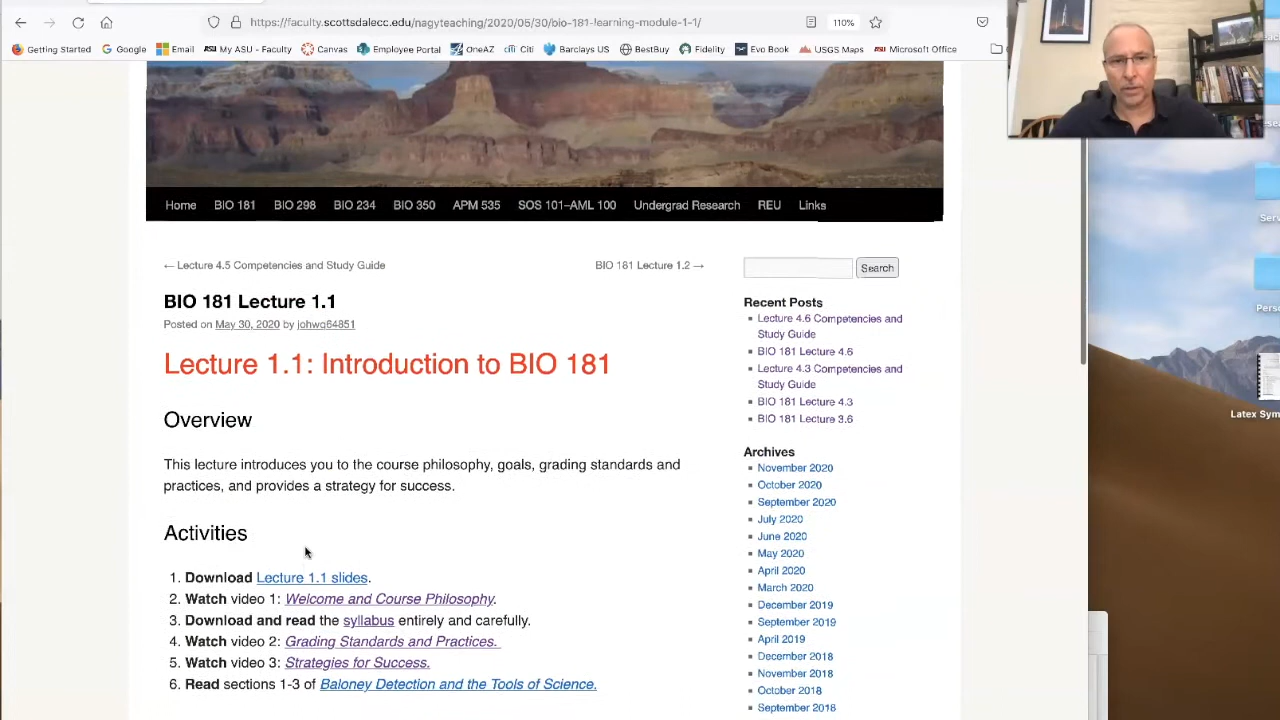 https://faculty.scottsdalecc.edu/nagyteaching/2020/05/30/bio-181-learning-module-1-1/
110%
Getting Started
Google
Email
My ASU - Faculty
Canvas
Employee Portal
OneAZ
Citi
Barclays US
BestBuy
Fidelity
Evo Book
USGS Maps
Microsoft Office
Home BIO 181 BIO 298 BIO 234 BIO 350 APM 535 SOS 101–AML 100 Undergrad Research REU Links
← Lecture 4.5 Competencies and Study Guide
BIO 181 Lecture 1.2 →
BIO 181 Lecture 1.1
Posted on May 30, 2020 by johwq64851
Lecture 1.1: Introduction to BIO 181
Overview
This lecture introduces you to the course philosophy, goals, grading standards and
practices, and provides a strategy for success.
Activities
1. Download Lecture 1.1 slides.
2. Watch video 1: Welcome and Course Philosophy.
3. Download and read the syllabus entirely and carefully.
4. Watch video 2: Grading Standards and Practices.
5. Watch video 3: Strategies for Success.
6. Read sections 1-3 of Baloney Detection and the Tools of Science.
Search
Recent Posts
Lecture 4.6 Competencies and
Study Guide
BIO 181 Lecture 4.6
Lecture 4.3 Competencies and
Study Guide
BIO 181 Lecture 4.3
BIO 181 Lecture 3.6
Archives
November 2020
October 2020
September 2020
July 2020
June 2020
May 2020
April 2020
March 2020
December 2019
September 2019
April 2019
December 2018
November 2018
October 2018
September 2018
Serv
Perso
Latex Sym